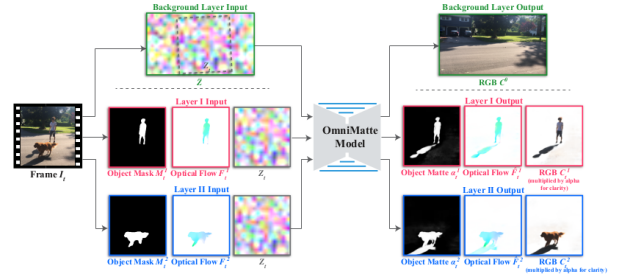 Background Layer Input
Background Layer Output
Z_t
Z
RGB C^0
Layer I Input
Layer I Output
OmniMatte
Model
Frame I_t
Object Mask M_t^1
Optical Flow F_t^1
Z_t
Object Matte α_t^1
Optical Flow F̂_t^1
RGB C_t^1
(multiplied by alpha
for clarity)
Layer II Input
Layer II Output
Object Mask M_t^2
Optical Flow F_t^2
Z_t
Object Matte α_t^2
Optical Flow F̂_t^2
RGB C_t^2
(multiplied by alpha for clarity)